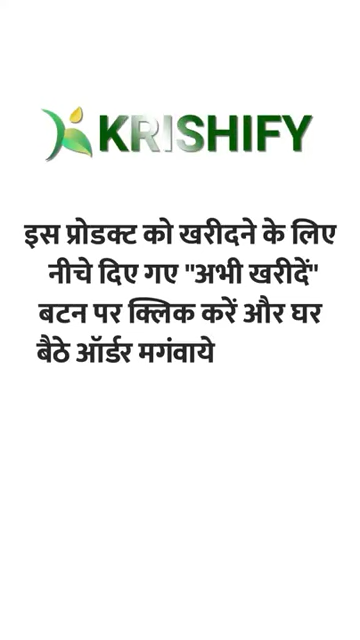 KRISHIFY
इस प्रोडक्ट को खरीदने के लिए
नीचे दिए गए "अभी खरीदें"
बटन पर क्लिक करें और घर
बैठे ऑर्डर मगंवाये